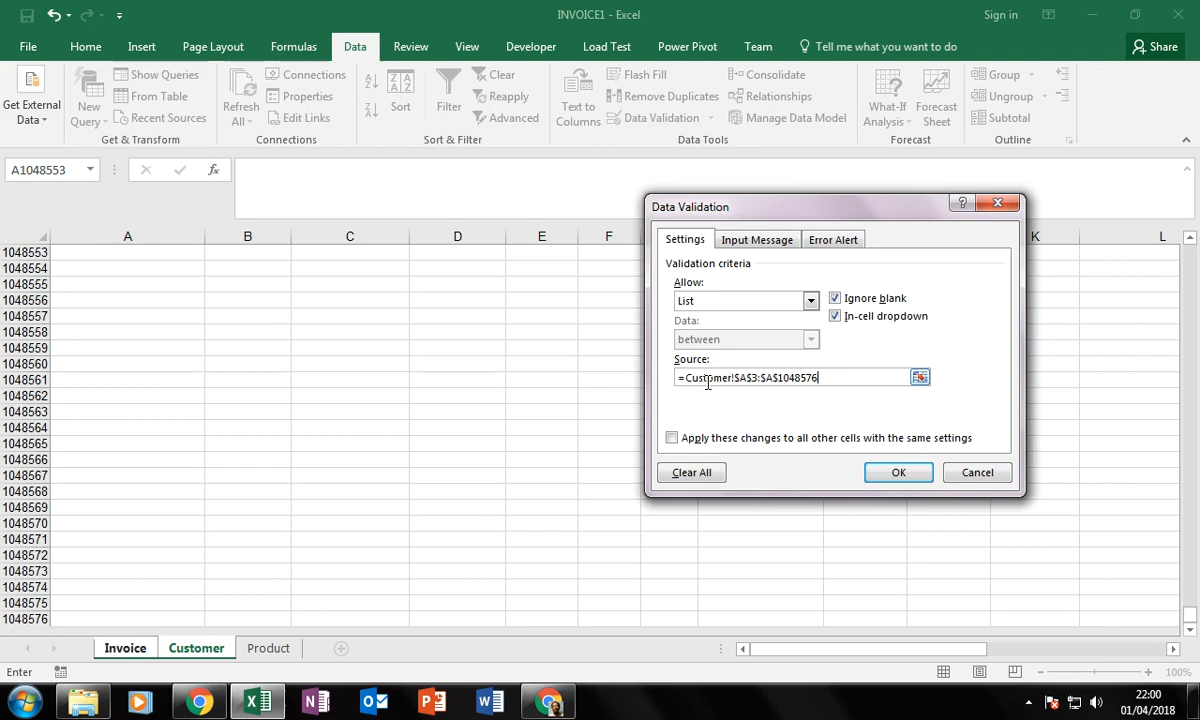 INVOICE1 - Excel
Sign in
File Home Insert Page Layout Formulas Data Review View Developer Load Test Power Pivot Team Tell me what you want to do Share
Get External Data
New Query
Show Queries
From Table
Recent Sources
Get & Transform
Refresh All
Connections
Properties
Edit Links
Connections
Sort
Filter
Clear
Reapply
Advanced
Sort & Filter
Text to Columns
Flash Fill
Remove Duplicates
Data Validation
Consolidate
Relationships
Manage Data Model
Data Tools
What-If Analysis
Forecast Sheet
Forecast
Group
Ungroup
Subtotal
Outline
A1048553
fx
A B C D E F K L
1048553
1048554
1048555
1048556
1048557
1048558
1048559
1048560
1048561
1048562
1048563
1048564
1048565
1048566
1048567
1048568
1048569
1048570
1048571
1048572
1048573
1048574
1048575
1048576
Data Validation
Settings Input Message Error Alert
Validation criteria
Allow:
List
Ignore blank
In-cell dropdown
Data:
between
Source:
=Customer!$A$3:$A$1048576
Apply these changes to all other cells with the same settings
Clear All OK Cancel
Invoice Customer Product
Enter
100%
22:00
01/04/2018